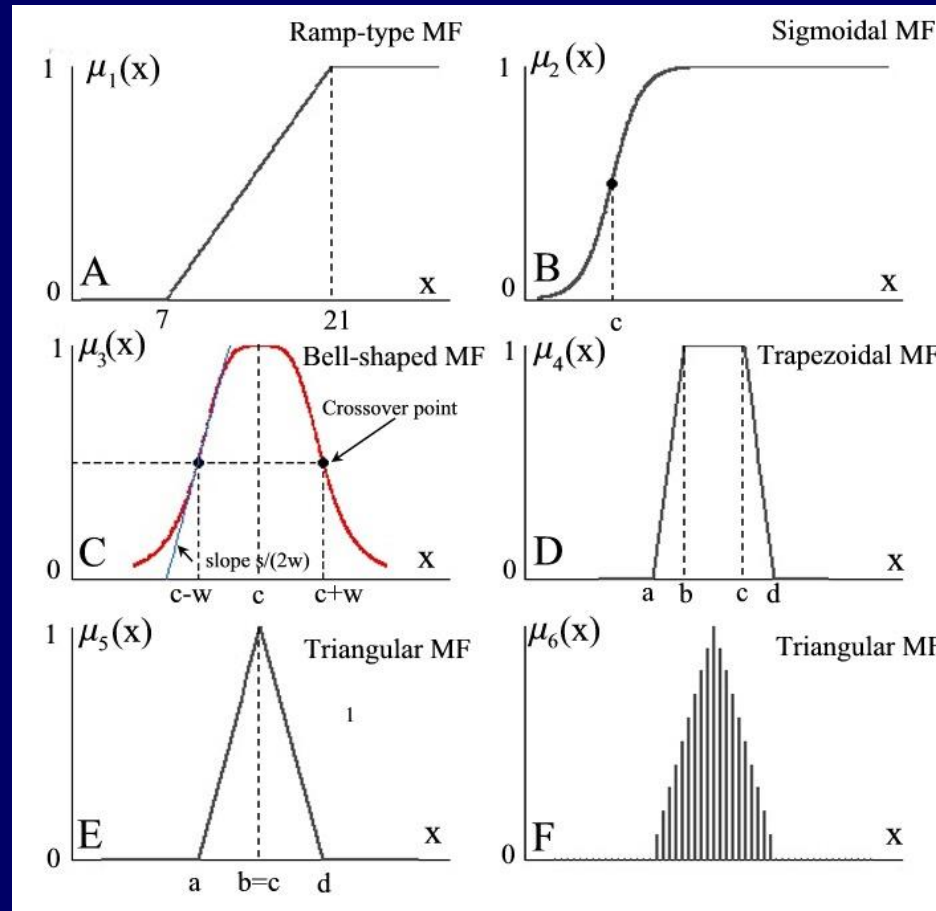 Ramp-type MF
1 μ₁(x)
A
x
0
7 21
Sigmoidal MF
1 μ₂(x)
B
x
0
c
1 μ₃(x)
Bell-shaped MF
Crossover point
C
slope s/(2w)
x
0
c-w c c+w
1 μ₄(x)
Trapezoidal MF
D
x
0
a b c d
1 μ₅(x)
Triangular MF
1
E
x
0
a b=c d
μ₆(x)
Triangular MF
F
x
0